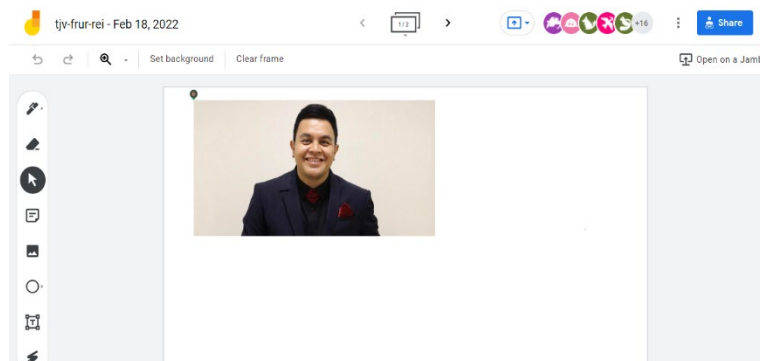 tjv-frur-rei - Feb 18, 2022
1/2
+16
Share
Set background
Clear frame
Open on a Jamb
T